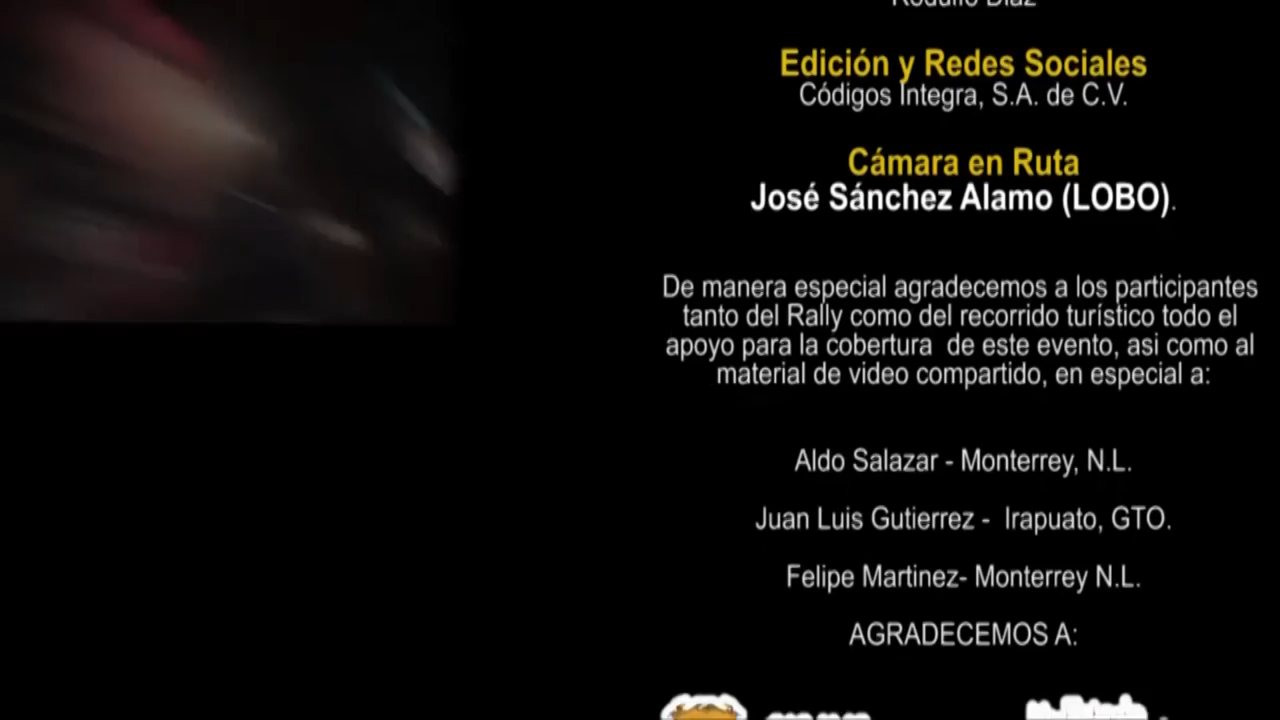 Edición y Redes Sociales
Códigos Integra, S.A. de C.V.
Cámara en Ruta
José Sánchez Alamo (LOBO).
De manera especial agradecemos a los participantes
tanto del Rally como del recorrido turístico todo el
apoyo para la cobertura de este evento, asi como al
material de video compartido, en especial a:
Aldo Salazar - Monterrey, N.L.
Juan Luis Gutierrez - Irapuato, GTO.
Felipe Martinez- Monterrey N.L.
AGRADECEMOS A: